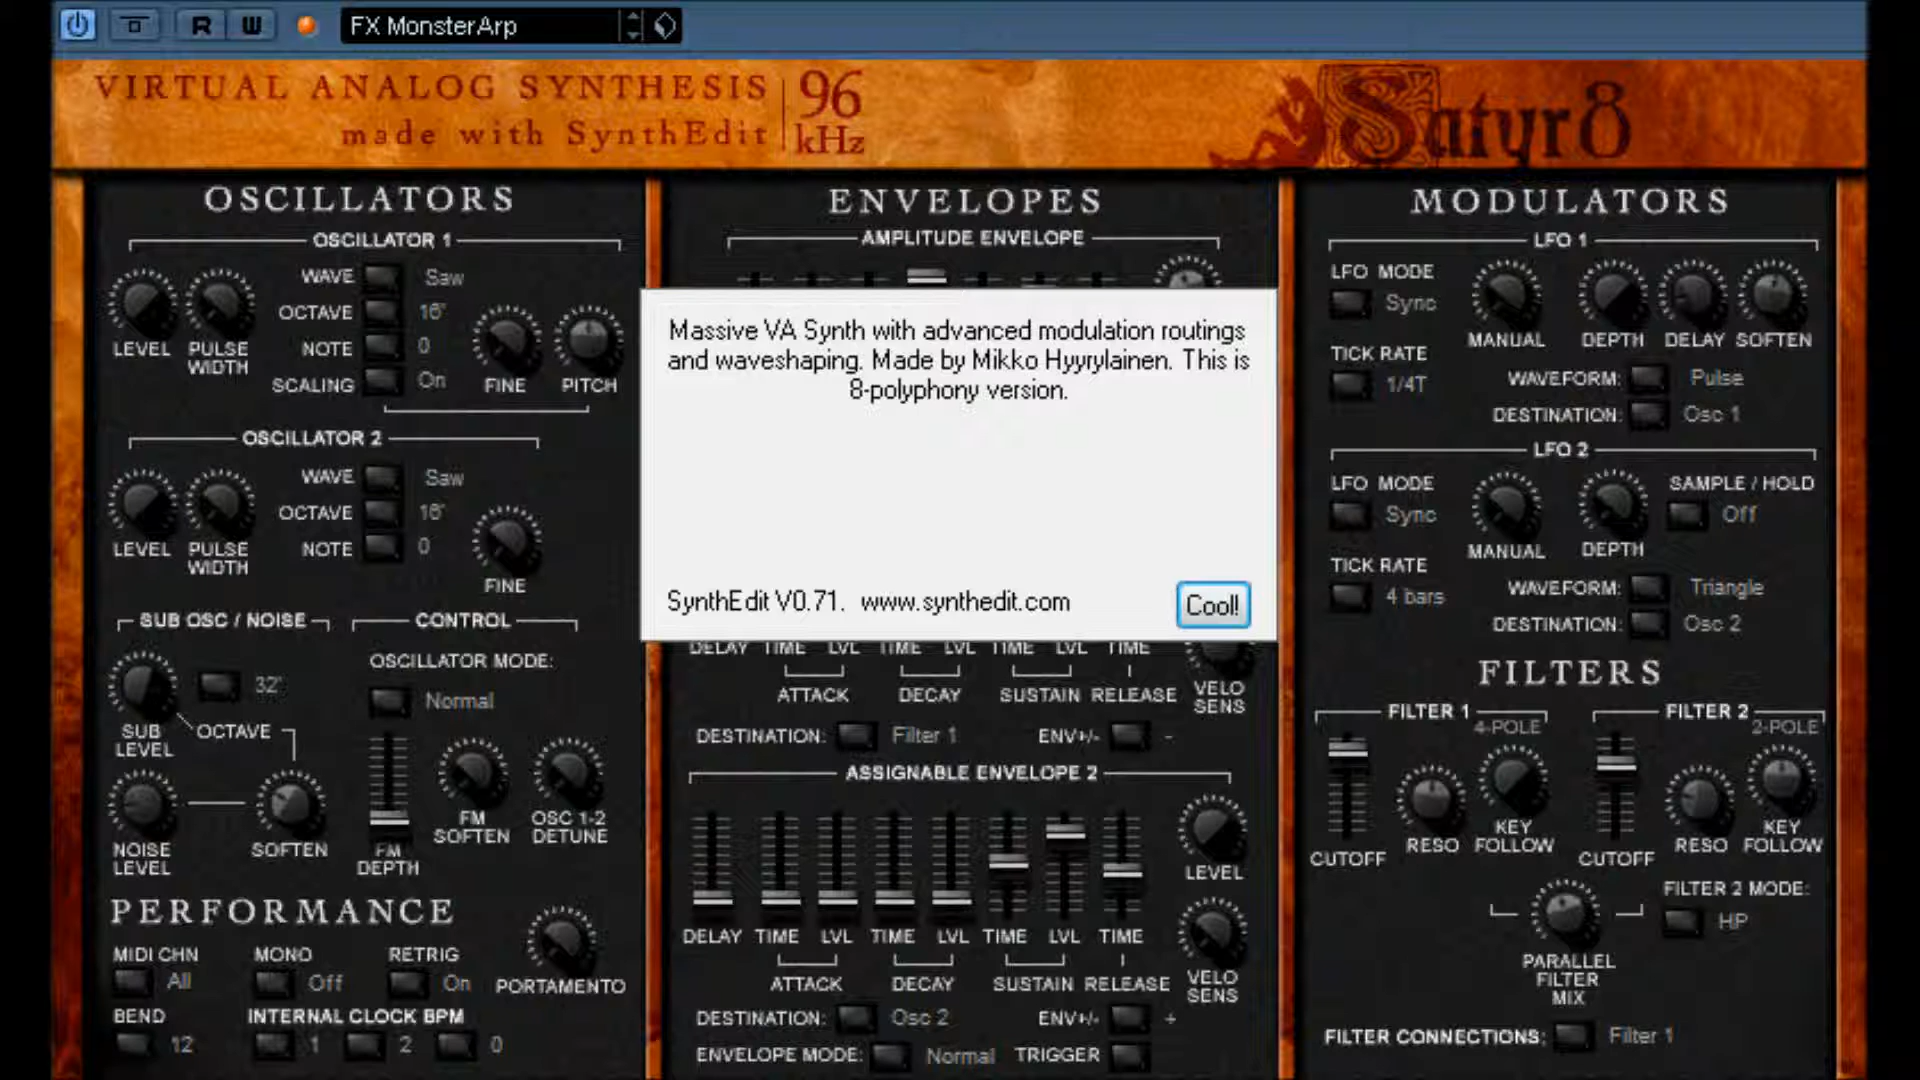 R W FX MonsterArp
VIRTUAL ANALOG SYNTHESIS
made with SynthEdit
96
kHz
Satyr8
OSCILLATORS
OSCILLATOR 1
WAVE Saw
OCTAVE 16'
NOTE 0
SCALING On
LEVEL PULSE WIDTH FINE PITCH
OSCILLATOR 2
WAVE Saw
OCTAVE 16'
NOTE 0
LEVEL PULSE WIDTH FINE
SUB OSC / NOISE
32'
SUB LEVEL
OCTAVE
NOISE LEVEL
SOFTEN
CONTROL
OSCILLATOR MODE:
Normal
FM DEPTH
FM SOFTEN
OSC 1-2 DETUNE
PERFORMANCE
MIDI CHN All
MONO Off
RETRIG On
PORTAMENTO
BEND 12
INTERNAL CLOCK BPM
1 2 0
ENVELOPES
AMPLITUDE ENVELOPE
Massive VA Synth with advanced modulation routings
and waveshaping. Made by Mikko Hyyrylainen. This is
8-polyphony version.
SynthEdit V0.71. www.synthedit.com
Cool!
DELAY TIME LVL TIME LVL TIME LVL TIME
ATTACK DECAY SUSTAIN RELEASE
VELO SENS
DESTINATION: Filter 1 ENV+/- -
ASSIGNABLE ENVELOPE 2
LEVEL
DELAY TIME LVL TIME LVL TIME LVL TIME
ATTACK DECAY SUSTAIN RELEASE
VELO SENS
DESTINATION: Osc 2 ENV+/- +
ENVELOPE MODE: Normal TRIGGER
MODULATORS
LFO 1
LFO MODE
Sync
MANUAL DEPTH DELAY SOFTEN
TICK RATE
1/4T
WAVEFORM: Pulse
DESTINATION: Osc 1
LFO 2
LFO MODE
Sync
MANUAL DEPTH
SAMPLE / HOLD
Off
TICK RATE
4 bars
WAVEFORM: Triangle
DESTINATION: Osc 2
FILTERS
FILTER 1
4-POLE
CUTOFF RESO KEY FOLLOW
FILTER 2
2-POLE
CUTOFF RESO KEY FOLLOW
FILTER 2 MODE:
HP
PARALLEL
FILTER
MIX
FILTER CONNECTIONS: Filter 1